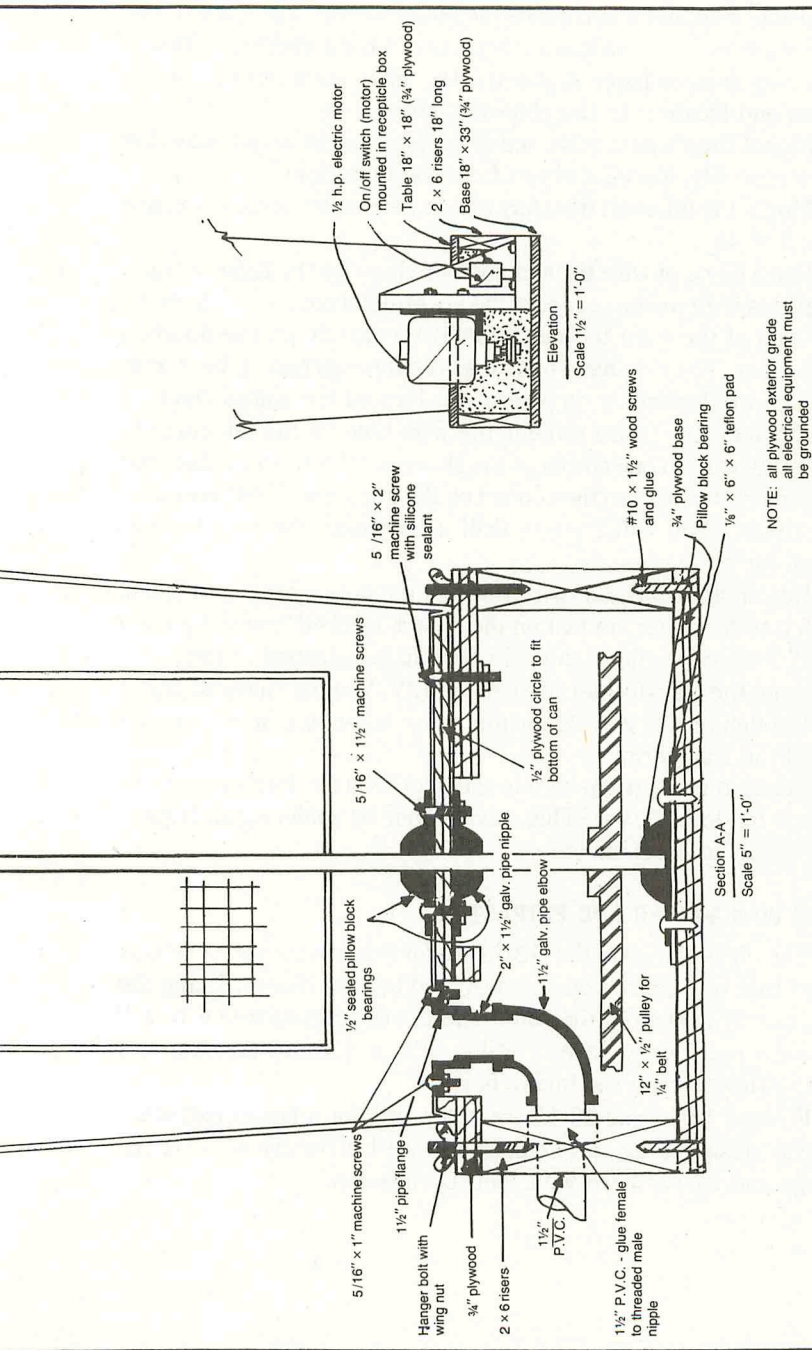 ½″ h.p. electric motor
On/off switch (motor)
mounted in recepticle box
Table 18″ × 18″ (¾″ plywood)
2 × 6 risers 18″ long
Base 18″ × 33″ (¾″ plywood)
Elevation
Scale 1½″ = 1′-0″
5/16″ × 1″ machine screws
1½″ pipe flange
Hanger bolt with
wing nut
¾″ plywood
2 × 6 risers
1½″
P.V.C.
1½″ P.V.C. - glue female
to threaded male
nipple
½″ sealed pillow block
bearings
5/16″ × 1½″ machine screws
5 /16″ × 2″
machine screw
with silicone
sealant
2″ × 1½″ galv. pipe nipple
1½″ galv. pipe elbow
½″ plywood circle to fit
bottom of can
12″ × ½″ pulley for
¼″ belt
#10 × 1½″ wood screws
and glue
¾″ plywood base
Pillow block bearing
⅛″ × 6″ × 6″ teflon pad
Section A-A
Scale 5″ = 1′-0″
NOTE: all plywood exterior grade
all electrical equipment must
be grounded